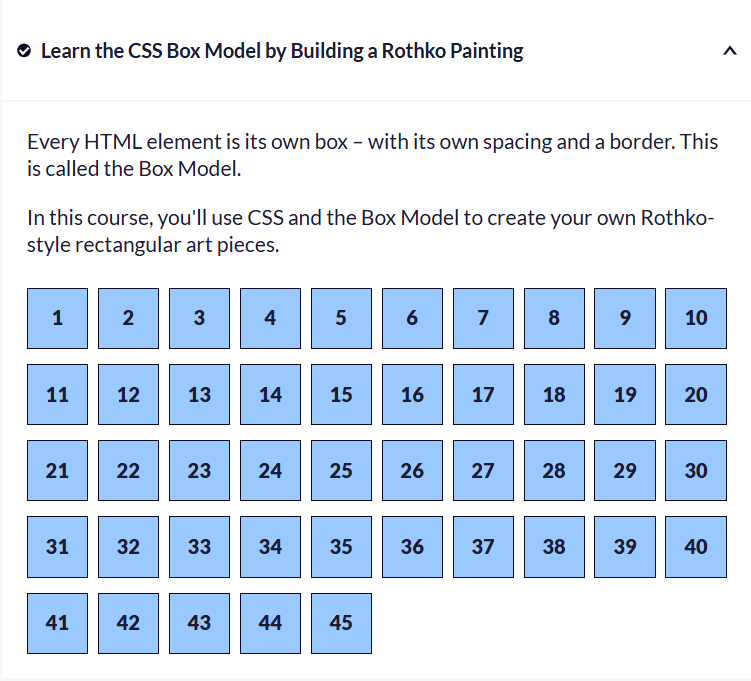 Learn the CSS Box Model by Building a Rothko Painting
Every HTML element is its own box – with its own spacing and a border. This
is called the Box Model.
In this course, you'll use CSS and the Box Model to create your own Rothko-
style rectangular art pieces.
1 2 3 4 5 6 7 8 9 10
11 12 13 14 15 16 17 18 19 20
21 22 23 24 25 26 27 28 29 30
31 32 33 34 35 36 37 38 39 40
41 42 43 44 45